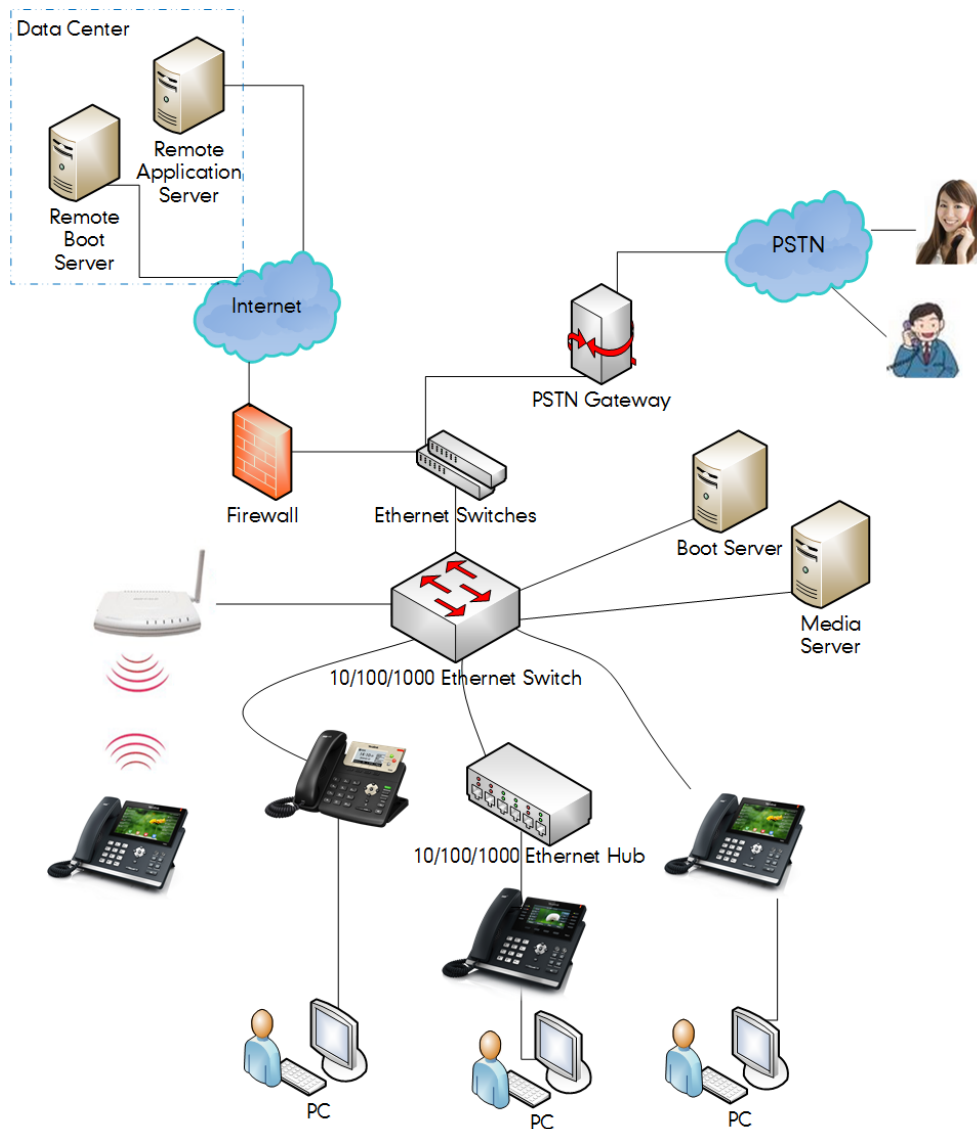 Data Center
Remote
Application
Server
Remote
Boot
Server
Internet
PSTN
PSTN Gateway
Firewall
Ethernet Switches
Boot Server
Media
Server
10/100/1000 Ethernet Switch
10/100/1000 Ethernet Hub
PC
PC
PC